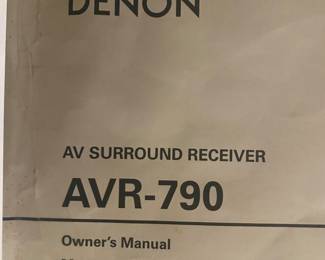 DENON
AV SURROUND RECEIVER
AVR-790
Owner's Manual